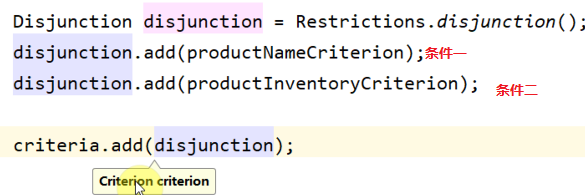 Disjunction disjunction = Restrictions.disjunction();
disjunction.add(productNameCriterion);条件一
disjunction.add(productInventoryCriterion); 条件二
criteria.add(disjunction);
Criterion criterion